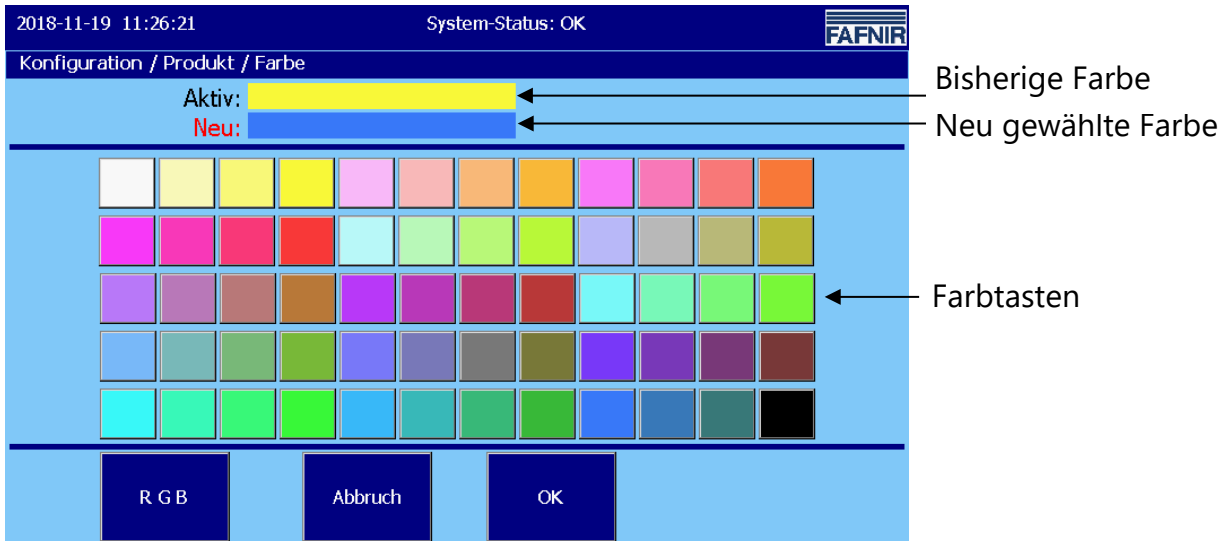 2018-11-19 11:26:21 System-Status: OK FAFNIR
Konfiguration / Produkt / Farbe
Aktiv: Bisherige Farbe
Neu: Neu gewählte Farbe
Farbtasten
R G B Abbruch OK